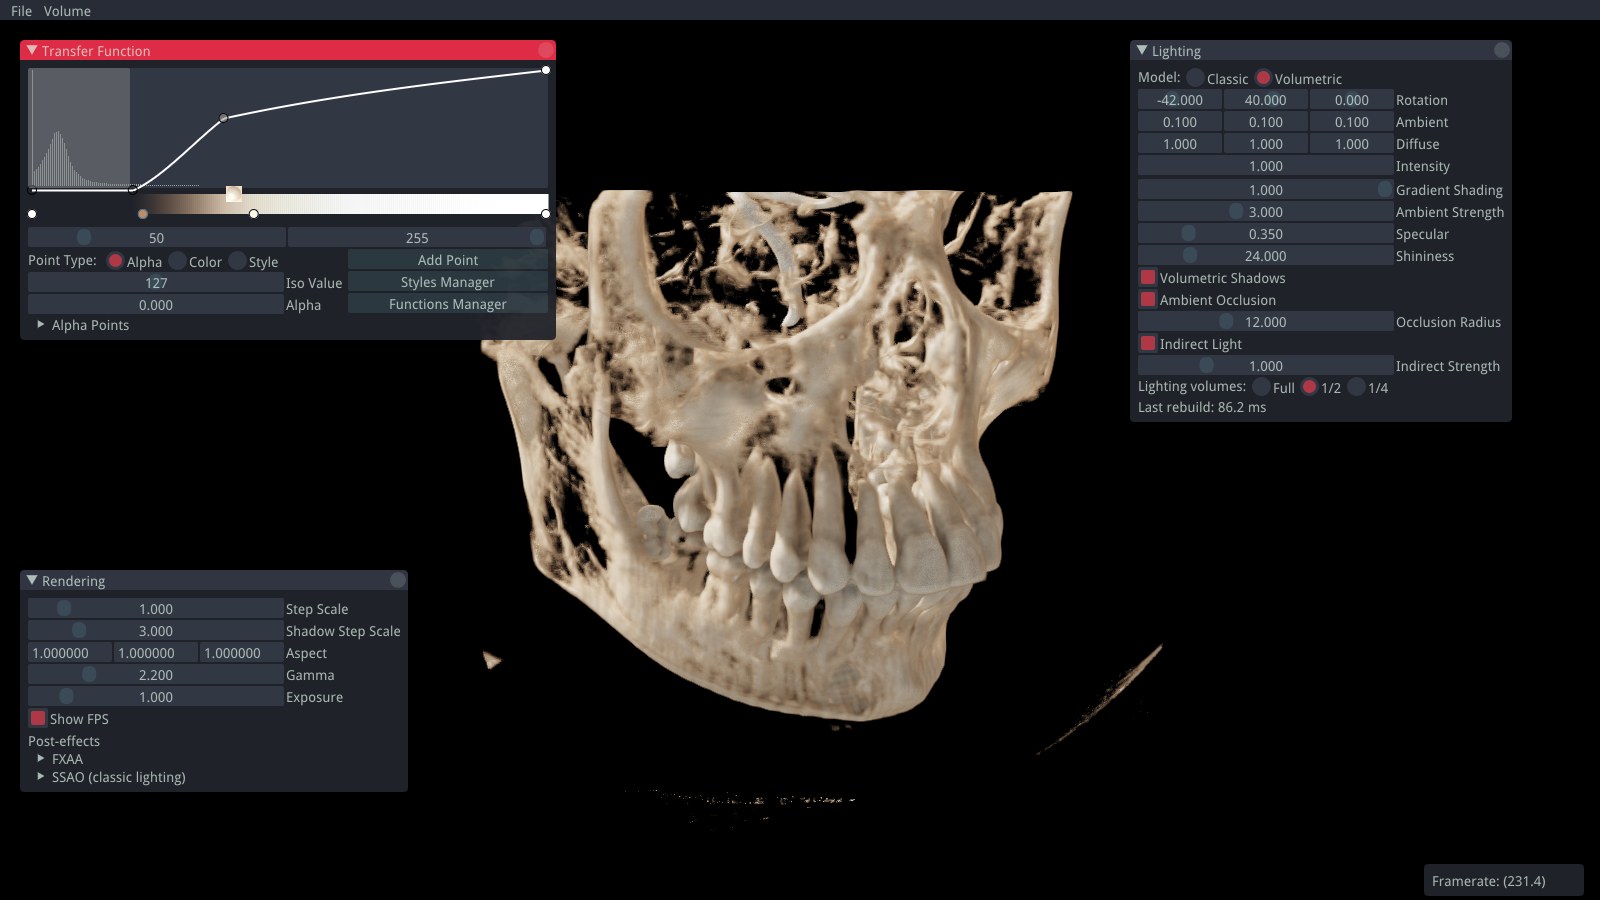 File Volume
Transfer Function
50 255
Point Type: Alpha Color Style Add Point
127 Iso Value Styles Manager
0.000 Alpha Functions Manager
Alpha Points
Lighting
Model: Classic Volumetric
-42.000 40.000 0.000 Rotation
0.100 0.100 0.100 Ambient
1.000 1.000 1.000 Diffuse
1.000 Intensity
1.000 Gradient Shading
3.000 Ambient Strength
0.350 Specular
24.000 Shininess
Volumetric Shadows
Ambient Occlusion
12.000 Occlusion Radius
Indirect Light
1.000 Indirect Strength
Lighting volumes: Full 1/2 1/4
Last rebuild: 86.2 ms
Rendering
1.000 Step Scale
3.000 Shadow Step Scale
1.000000 1.000000 1.000000 Aspect
2.200 Gamma
1.000 Exposure
Show FPS
Post-effects
FXAA
SSAO (classic lighting)
Framerate: (231.4)